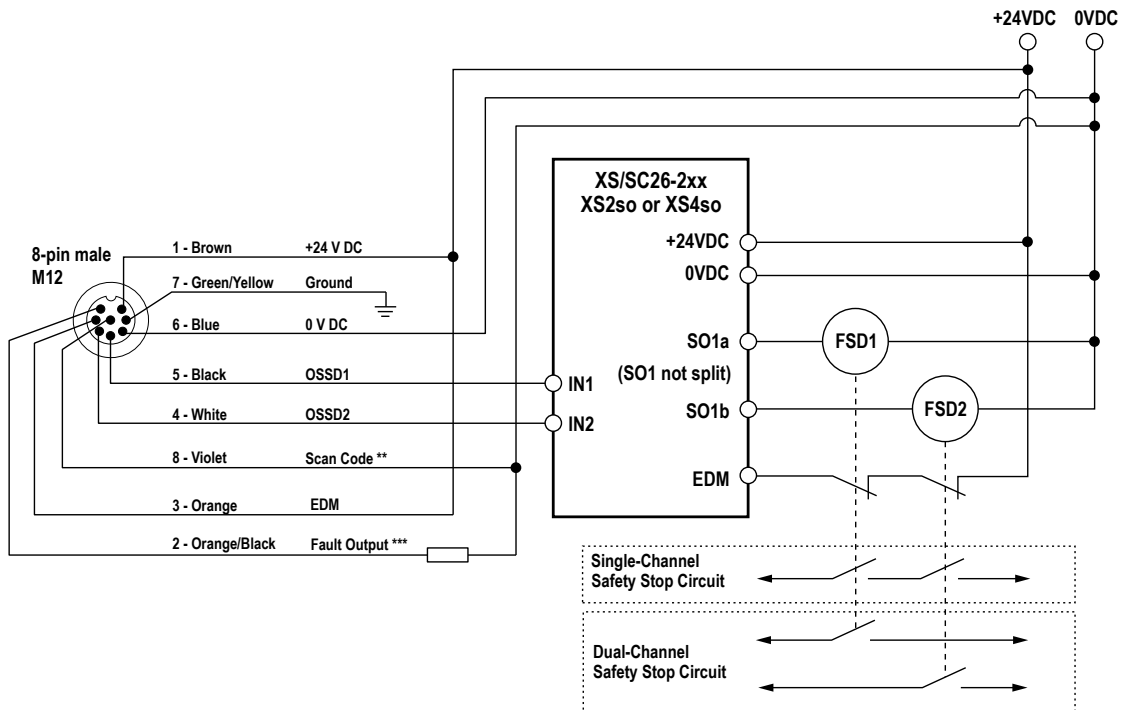 +24VDC 0VDC
XS/SC26-2xx
XS2so or XS4so
+24VDC
0VDC
SO1a
(SO1 not split)
SO1b
EDM
IN1
IN2
FSD1
FSD2
8-pin male
M12
1 - Brown +24 V DC
7 - Green/Yellow Ground
6 - Blue 0 V DC
5 - Black OSSD1
4 - White OSSD2
8 - Violet Scan Code **
3 - Orange EDM
2 - Orange/Black Fault Output ***
Single-Channel
Safety Stop Circuit
Dual-Channel
Safety Stop Circuit